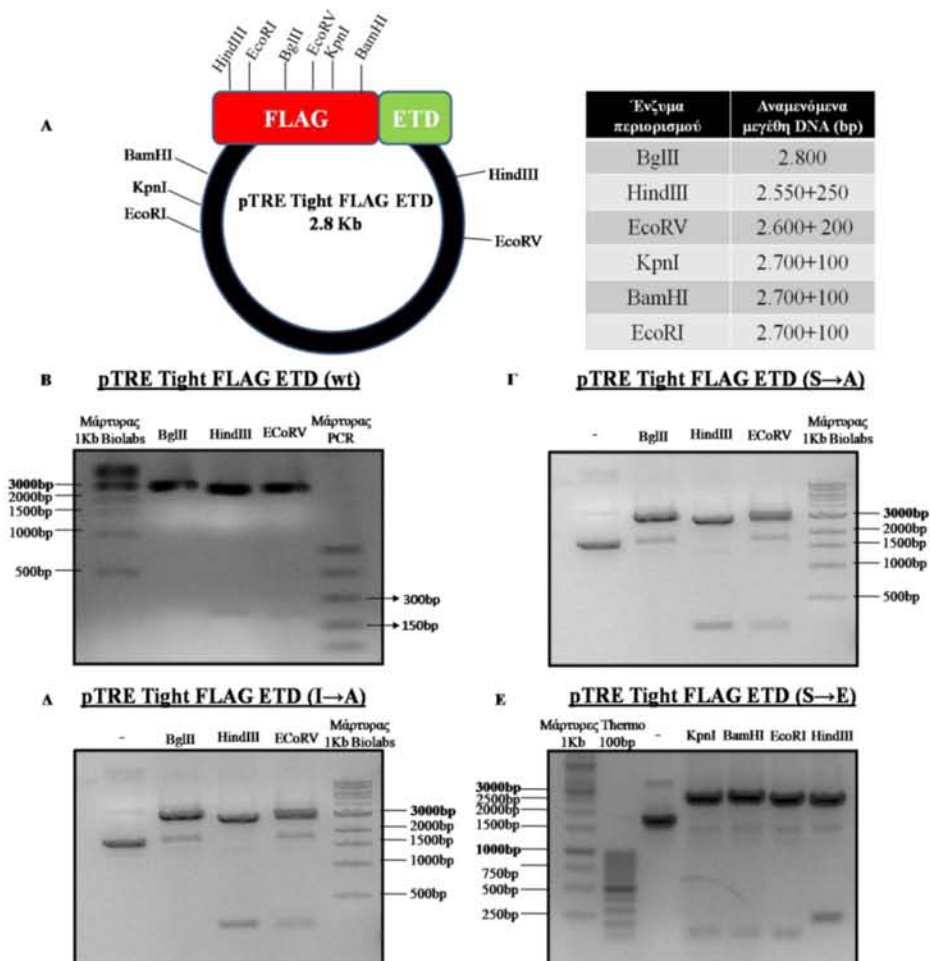 HindIII
EcoRI
BglII
EcoRV
KpnI
BamHI
A
FLAG
ETD
BamHI
KpnI
EcoRI
HindIII
EcoRV
pTRE Tight FLAG ETD
2.8 Kb
Ένζυμα περιορισμού Αναμενόμενα μεγέθη DNA (bp)
BglII 2.800
HindIII 2.550+250
EcoRV 2.600+ 200
KpnI 2.700+100
BamHI 2.700+100
EcoRI 2.700+100
B pTRE Tight FLAG ETD (wt)
Μάρτυρας
1Kb Biolabs
BglII HindIII ECoRV
Μάρτυρας
PCR
3000bp
2000bp
1500bp
1000bp
500bp
300bp
150bp
Γ pTRE Tight FLAG ETD (S→A)
- BglII HindIII ECoRV
Μάρτυρας
1Kb Biolabs
3000bp
2000bp
1500bp
1000bp
500bp
Δ pTRE Tight FLAG ETD (I→A)
- BglII HindIII ECoRV
Μάρτυρας
1Kb Biolabs
3000bp
2000bp
1500bp
1000bp
500bp
E pTRE Tight FLAG ETD (S→E)
Μάρτυρες Thermo
1Kb 100bp
- KpnI BamHI EcoRI HindIII
3000bp
2500bp
2000bp
1500bp
1000bp
750bp
500bp
250bp